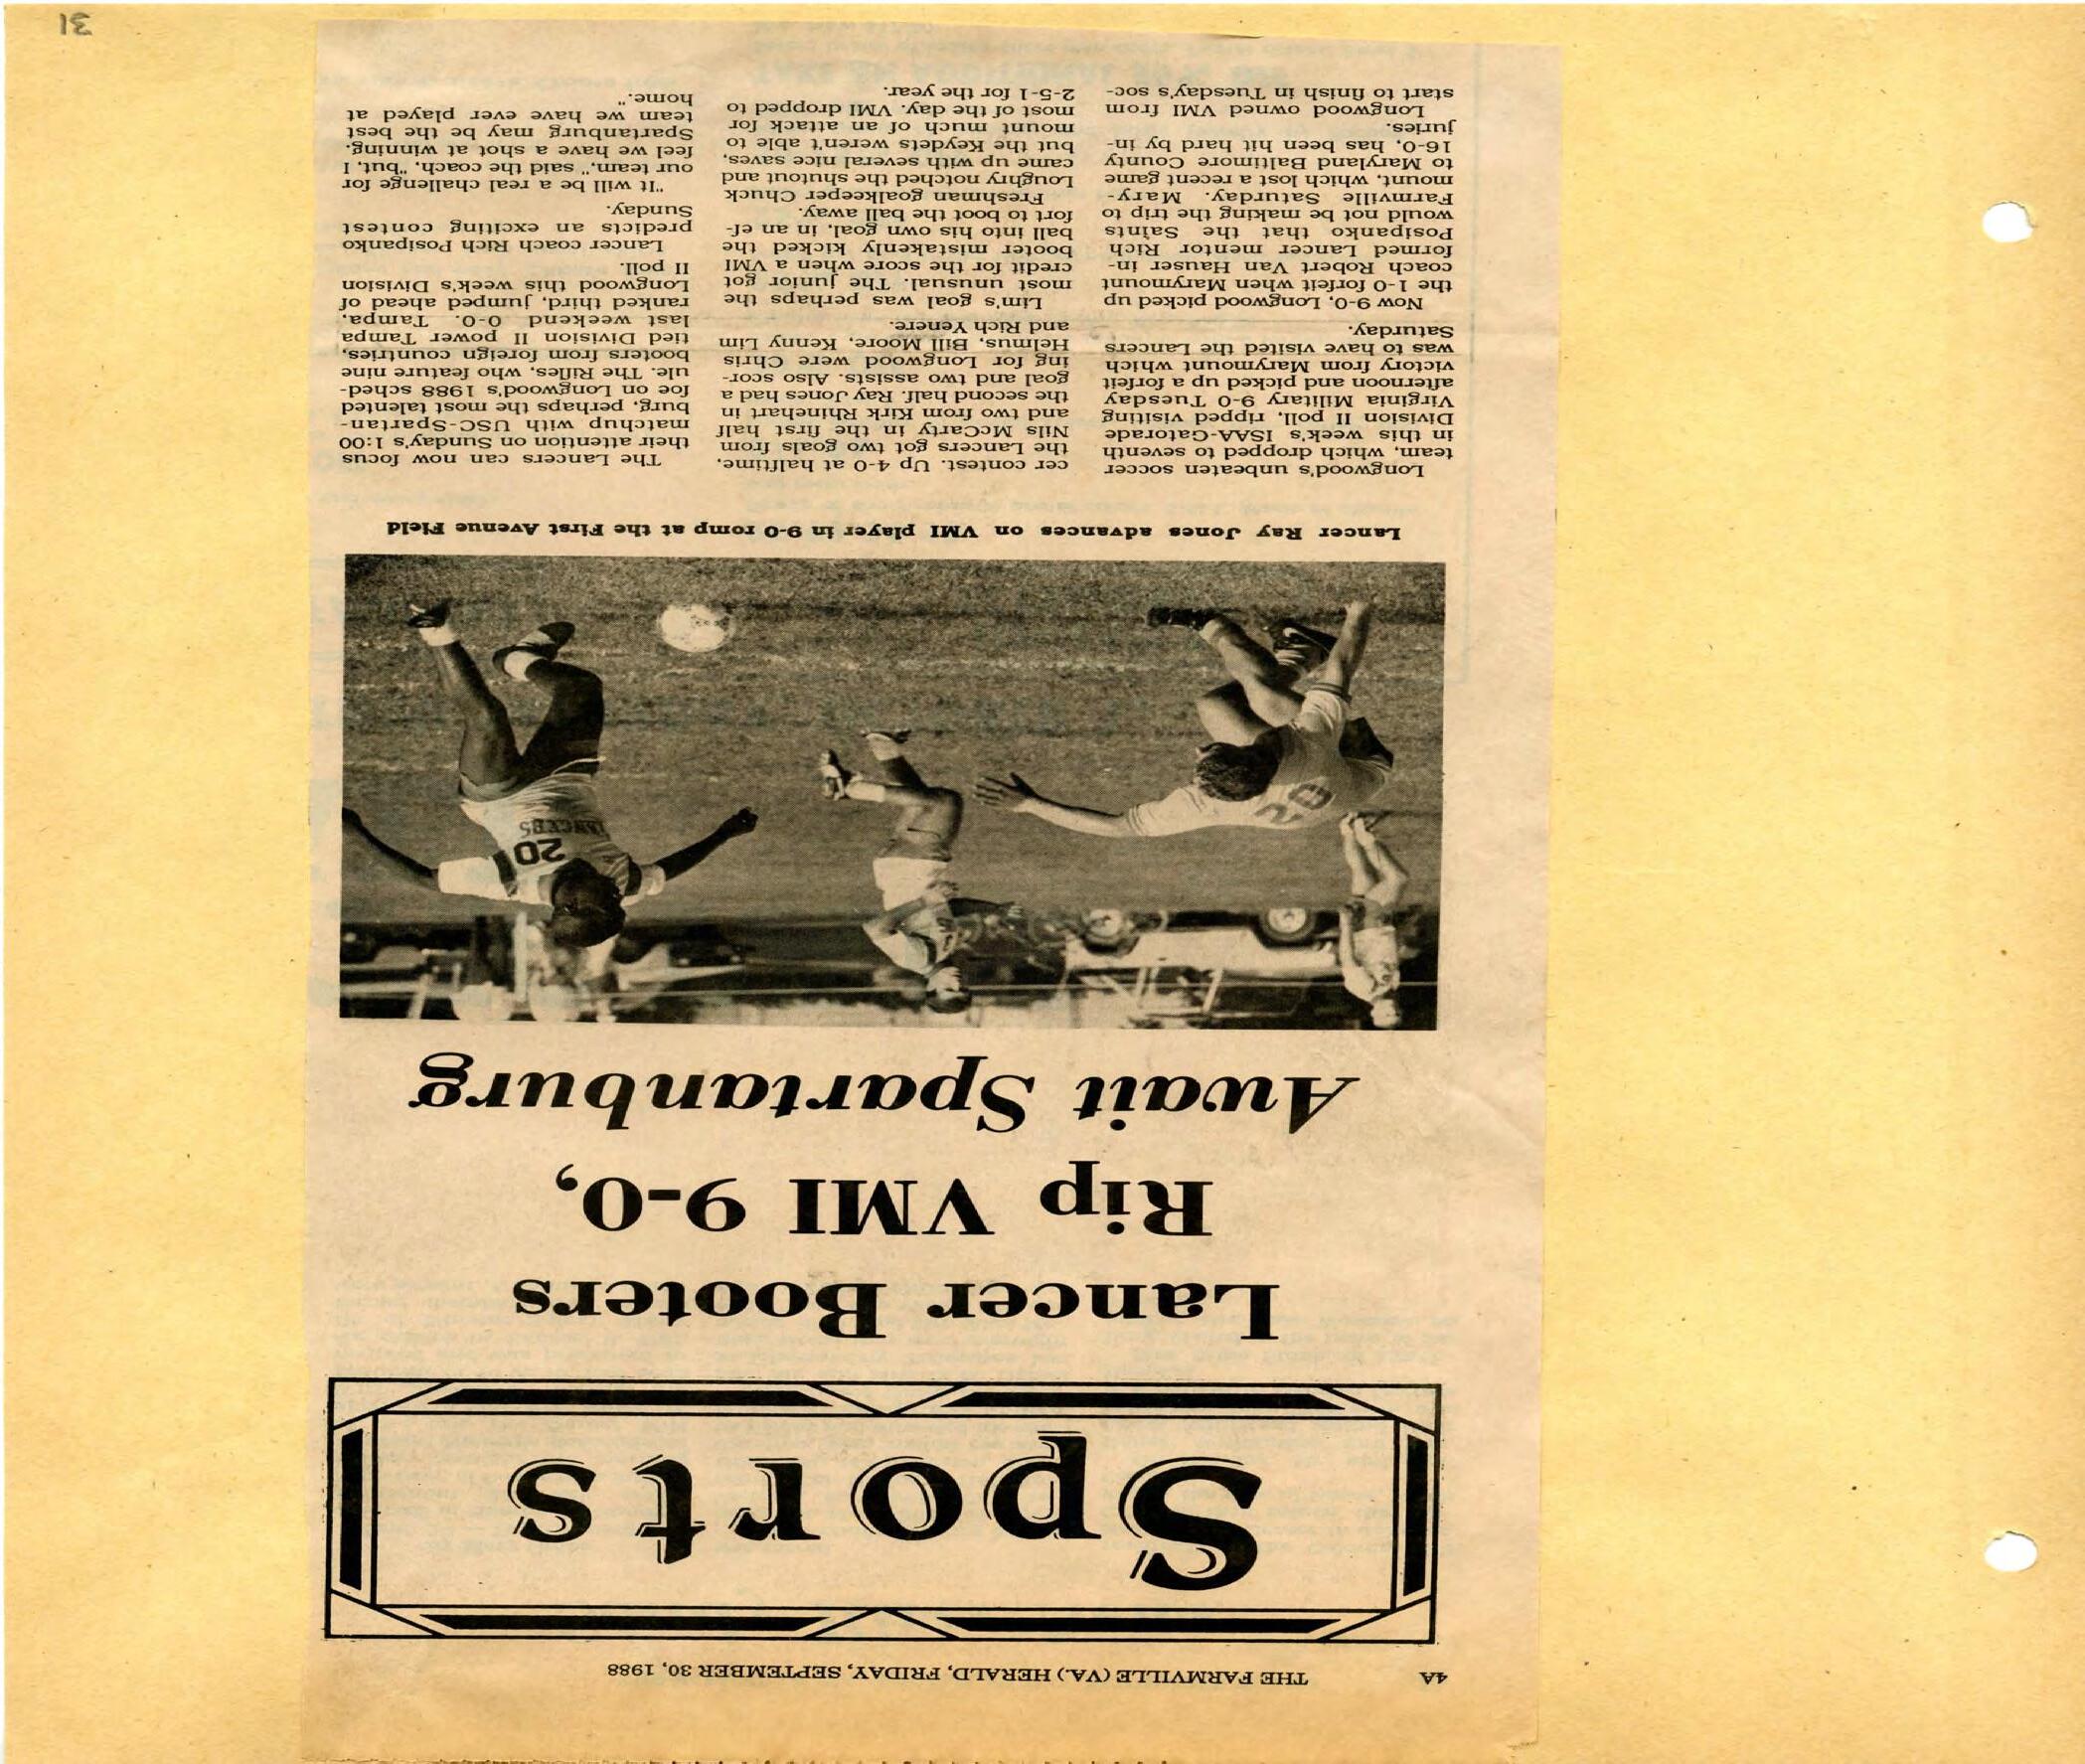 4A THE FARMVILLE (VA.) HERALD, FRIDAY, SEPTEMBER 30, 1988
Sports
Lancer Booters
Rip VMI 9-0,
Await Spartanburg
20
LANCERS
20
Lancer Ray Jones advances on VMI player in 9-0 romp at the First Avenue Field
Longwood's unbeaten soccer
team, which dropped to seventh
in this week's ISAA-Gatorade
Division II poll, ripped visiting
Virginia Military 9-0 Tuesday
afternoon and picked up a forfeit
victory from Marymount which
was to have visited the Lancers
Saturday.
Now 9-0, Longwood picked up
the 1-0 forfeit when Marymount
coach Robert Van Hauser in-
formed Lancer mentor Rich
Posipanko that the Saints
would not be making the trip to
Farmville Saturday. Mary-
mount, which lost a recent game
to Maryland Baltimore County
16-0, has been hit hard by in-
juries.
Longwood owned VMI from
start to finish in Tuesday's soc-
cer contest. Up 4-0 at halftime,
the Lancers got two goals from
Nils McCarty in the first half
and two from Kirk Rhinehart in
the second half. Ray Jones had a
goal and two assists. Also scor-
ing for Longwood were Chris
Helmus, Bill Moore, Kenny Lim
and Rich Yenere.
Lim's goal was perhaps the
most unusual. The junior got
credit for the score when a VMI
booter mistakenly kicked the
ball into his own goal, in an ef-
fort to boot the ball away.
Freshman goalkeeper Chuck
Loughry notched the shutout and
came up with several nice saves,
but the Keydets weren't able to
mount much of an attack for
most of the day. VMI dropped to
2-5-1 for the year.
The Lancers can now focus
their attention on Sunday's 1:00
matchup with USC-Spartan-
burg, perhaps the most talented
foe on Longwood's 1988 sched-
ule. The Rifles, who feature nine
booters from foreign countries,
tied Division II power Tampa
last weekend 0-0. Tampa,
ranked third, jumped ahead of
Longwood this week's Division
II poll.
Lancer coach Rich Posipanko
predicts an exciting contest
Sunday.
"It will be a real challenge for
our team," said the coach, "but, I
feel we have a shot at winning.
Spartanburg may be the best
team we have ever played at
home."
31